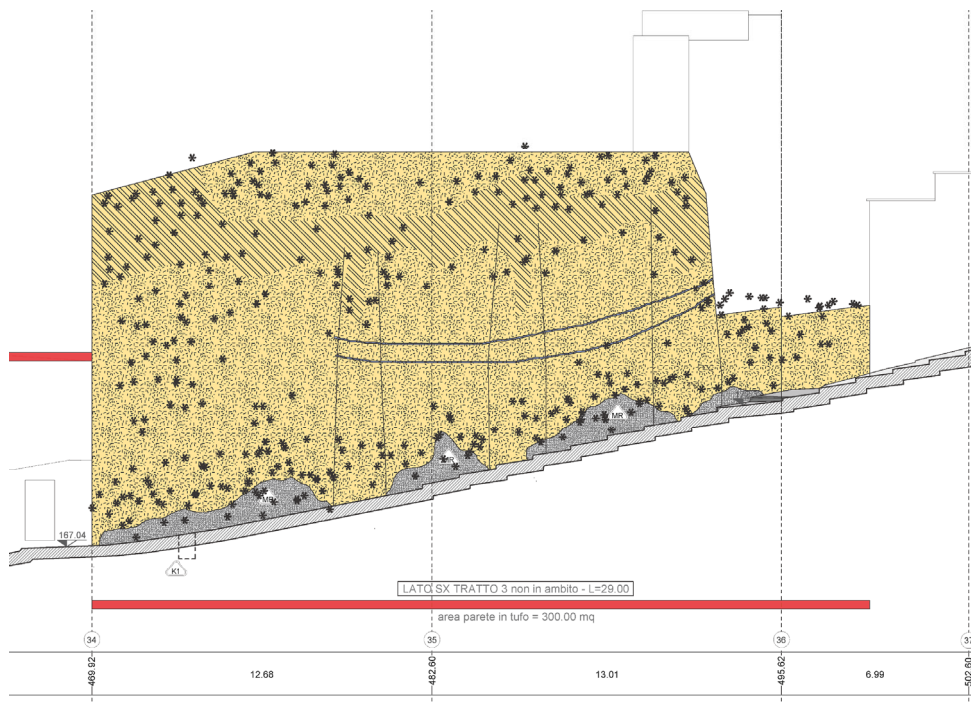 MR
MR
MR
167.04
K1
LATO SX TRATTO 3 non in ambito - L=29.00
area parete in tufo = 300.00 mq
34
35
36
37
469.92
12.68
482.60
13.01
495.62
6.99
502.60